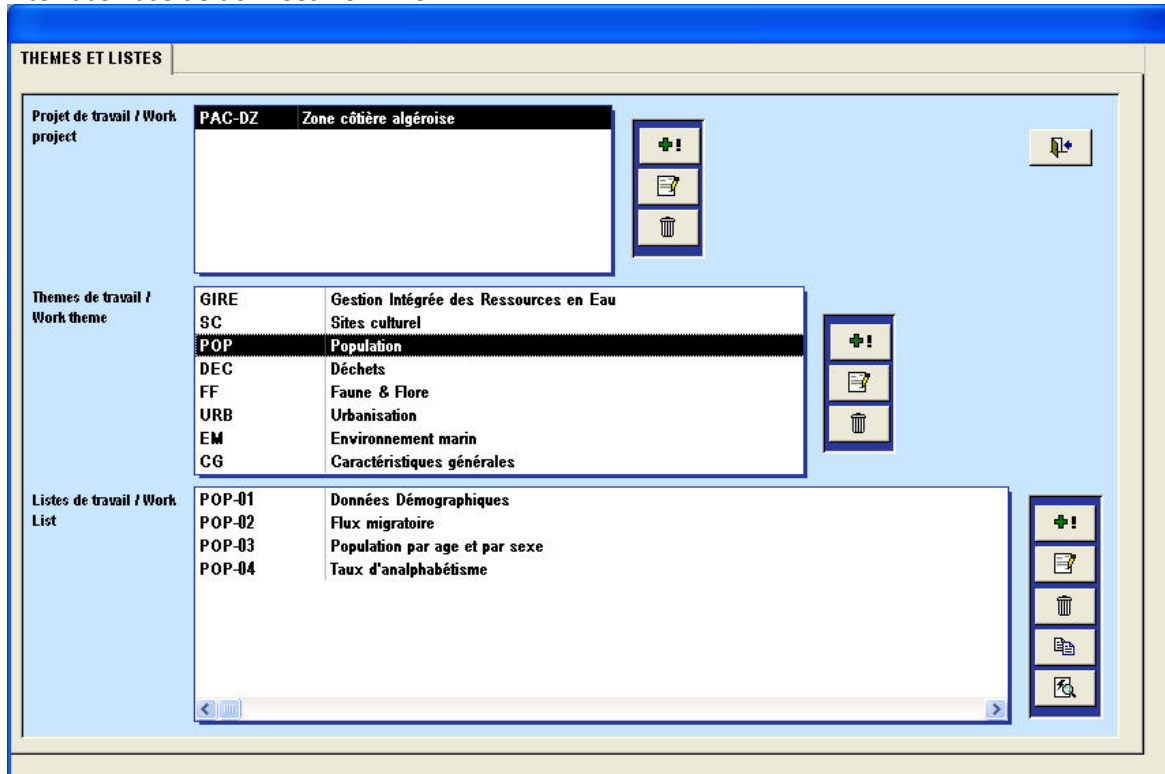 THEMES ET LISTES
Projet de travail / Work project
PAC-DZ Zone côtière algéroise
Themes de travail / Work theme
GIRE Gestion Intégrée des Ressources en Eau
SC Sites culturel
POP Population
DEC Déchets
FF Faune & Flore
URB Urbanisation
EM Environnement marin
CG Caractéristiques générales
Listes de travail / Work List
POP-01 Données Démographiques
POP-02 Flux migratoire
POP-03 Population par age et par sexe
POP-04 Taux d'analphabétisme